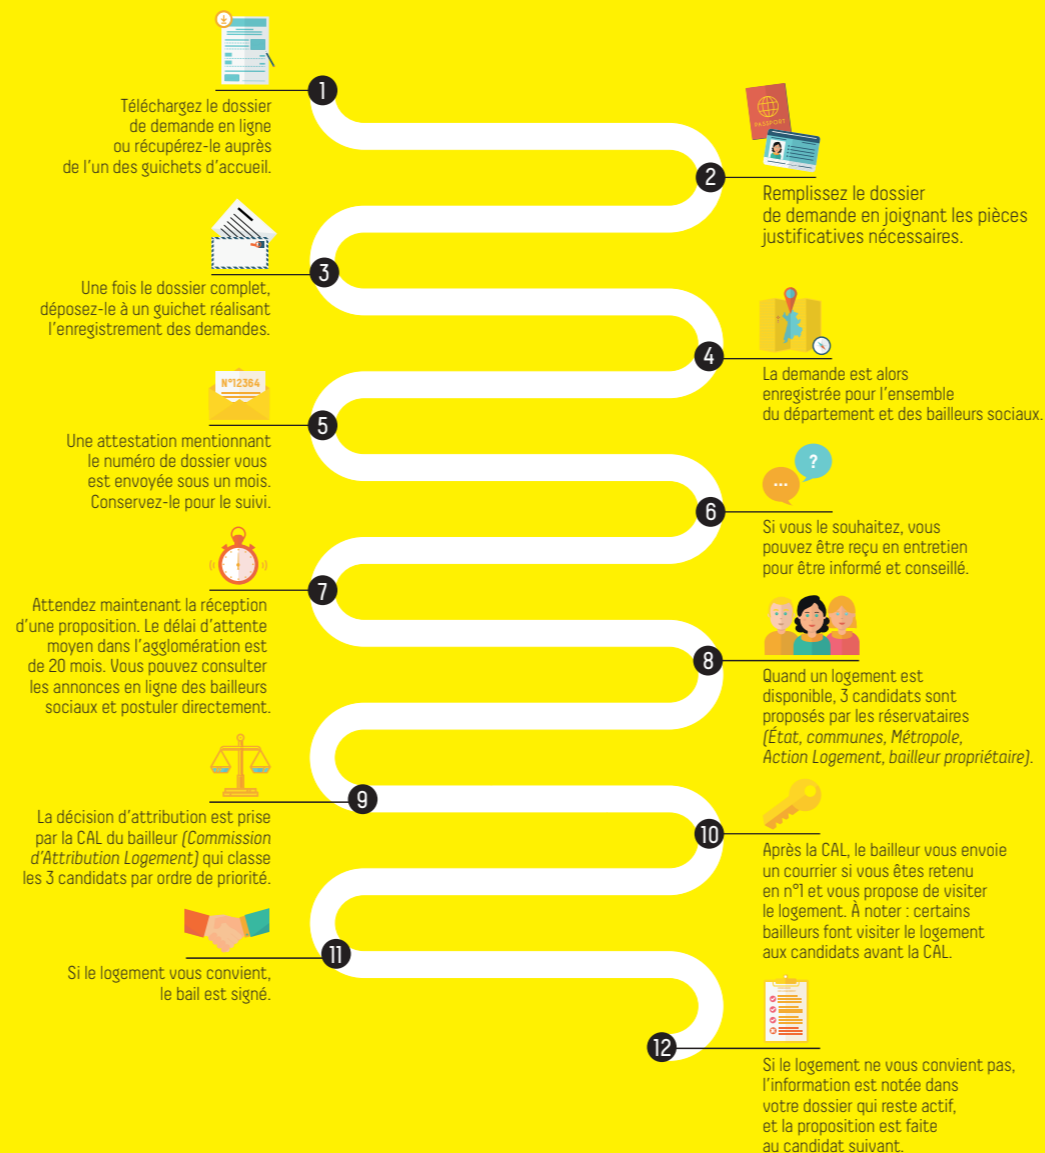 1
Téléchargez le dossier
de demande en ligne
ou récupérez-le auprès
de l'un des guichets d'accueil.
PASSPORT
2
Remplissez le dossier
de demande en joignant les pièces
justificatives nécessaires.
3
Une fois le dossier complet,
déposez-le à un guichet réalisant
l'enregistrement des demandes.
4
La demande est alors
enregistrée pour l'ensemble
du département et des bailleurs sociaux.
N°12364
5
Une attestation mentionnant
le numéro de dossier vous
est envoyée sous un mois.
Conservez-le pour le suivi.
?
...
6
Si vous le souhaitez, vous
pouvez être reçu en entretien
pour être informé et conseillé.
7
Attendez maintenant la réception
d'une proposition. Le délai d'attente
moyen dans l'agglomération est
de 20 mois. Vous pouvez consulter
les annonces en ligne des bailleurs
sociaux et postuler directement.
8
Quand un logement est
disponible, 3 candidats sont
proposés par les réservataires
(État, communes, Métropole,
Action Logement, bailleur propriétaire).
9
La décision d'attribution est prise
par la CAL du bailleur (Commission
d'Attribution Logement) qui classe
les 3 candidats par ordre de priorité.
10
Après la CAL, le bailleur vous envoie
un courrier si vous êtes retenu
en n°1 et vous propose de visiter
le logement. À noter : certains
bailleurs font visiter le logement
aux candidats avant la CAL.
11
Si le logement vous convient,
le bail est signé.
12
Si le logement ne vous convient pas,
l'information est notée dans
votre dossier qui reste actif,
et la proposition est faite
au candidat suivant.